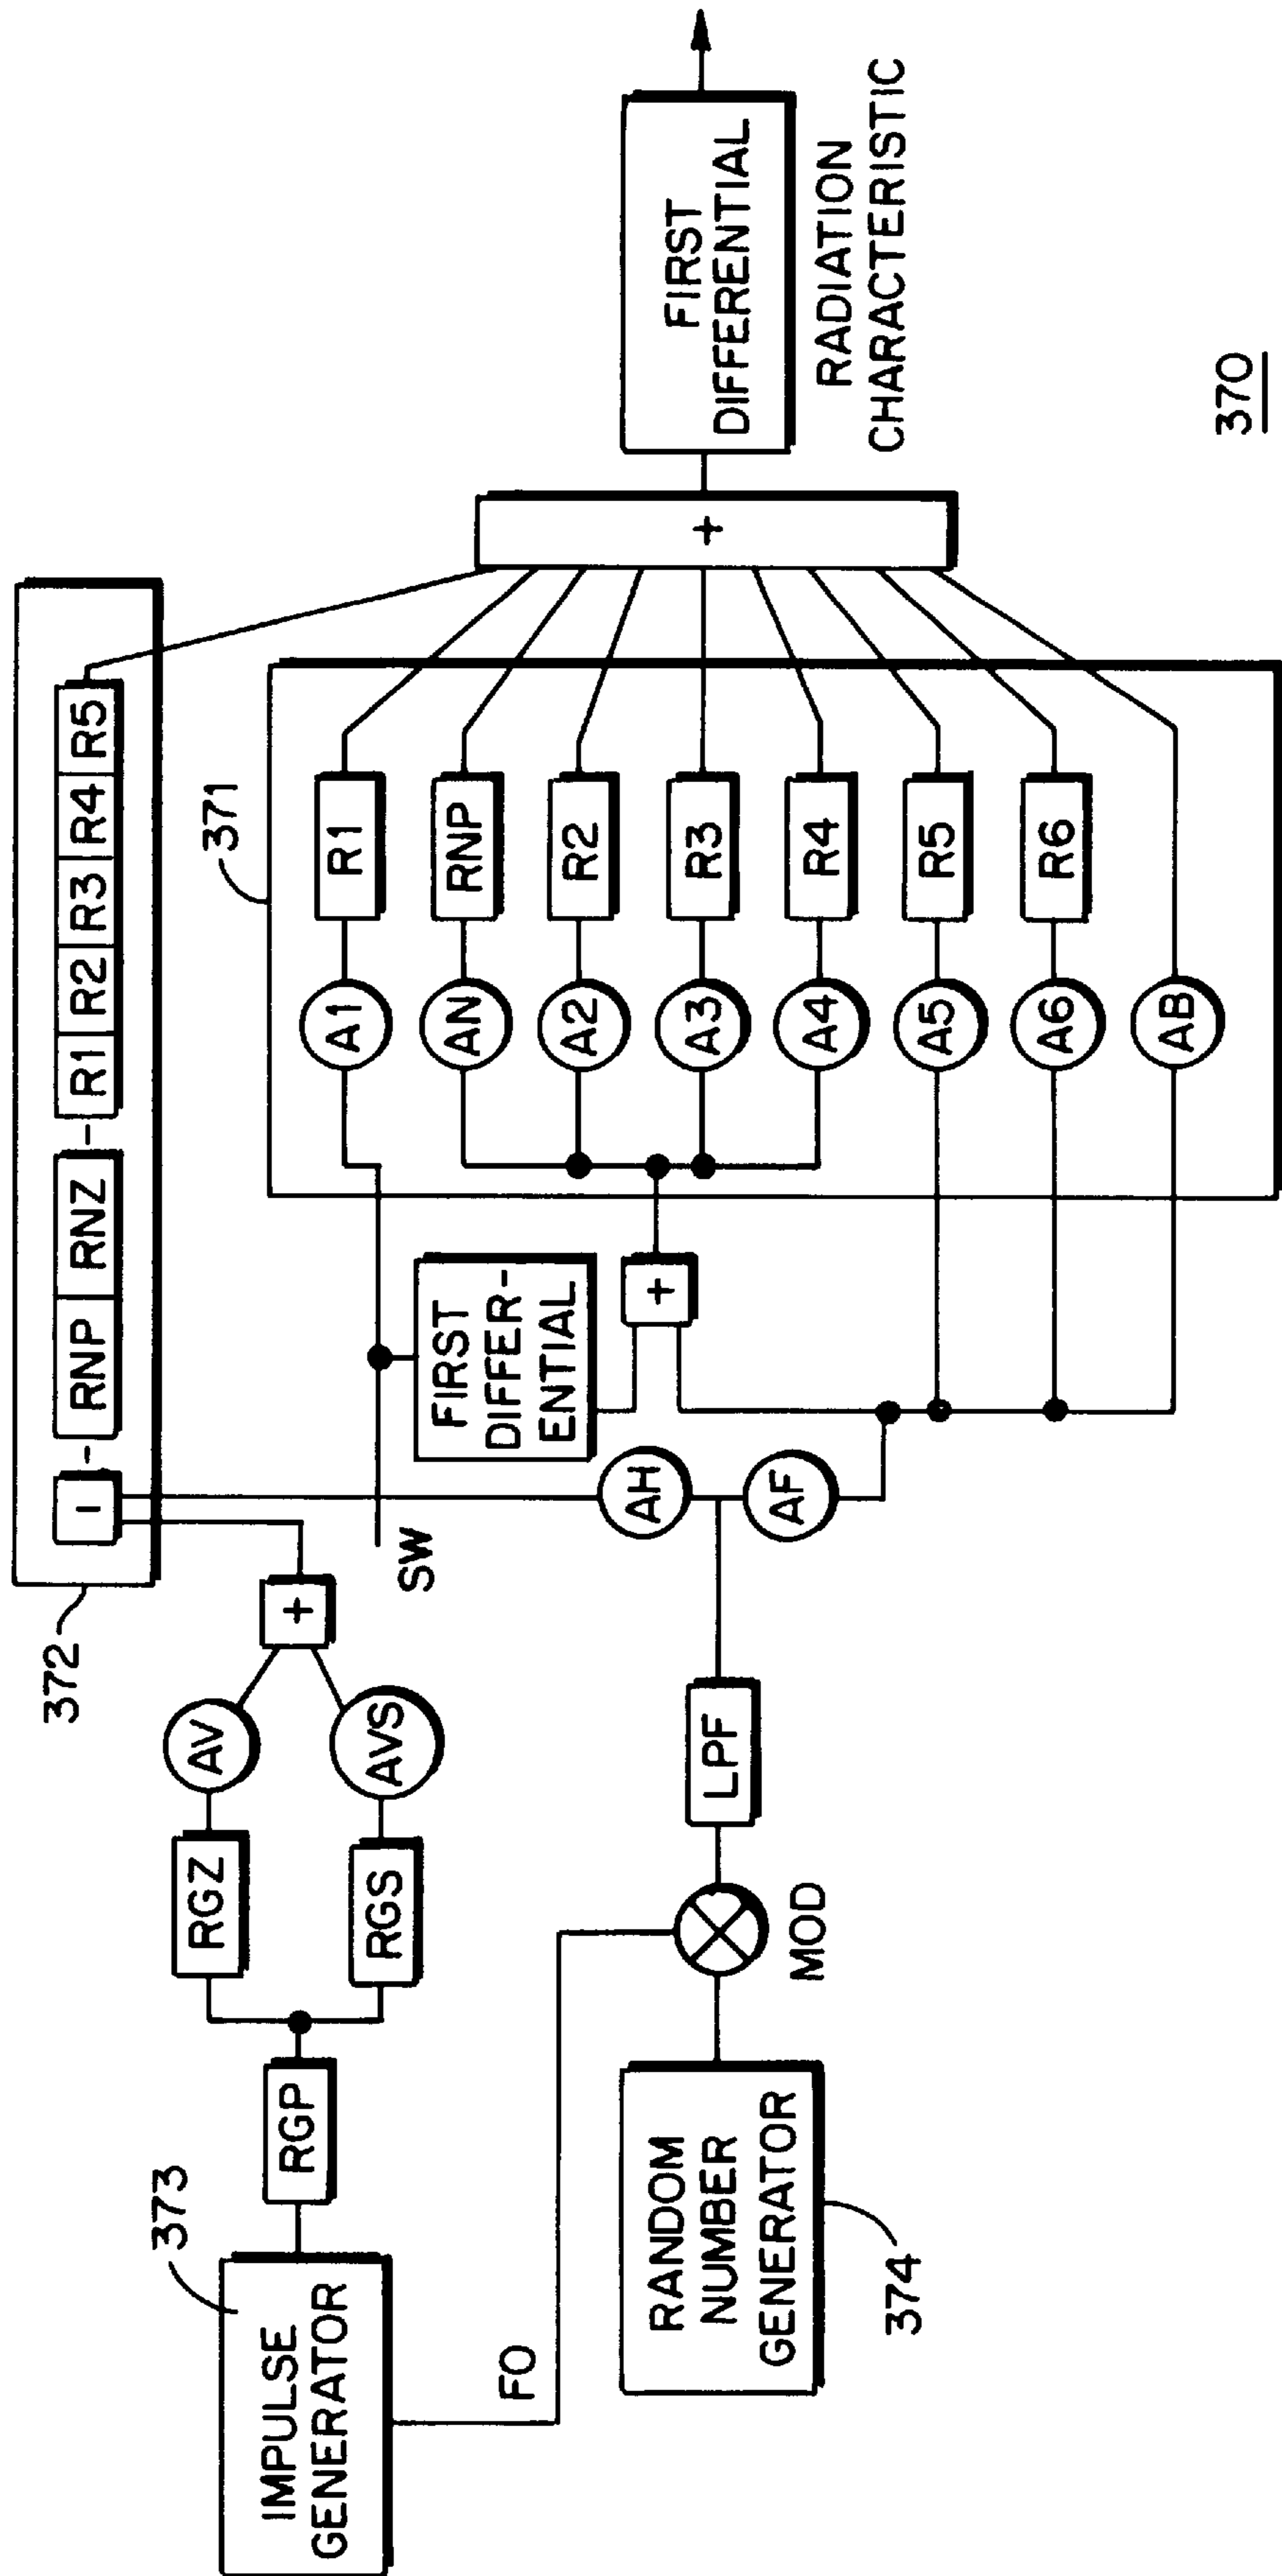 373
IMPULSE
GENERATOR
RGP
RGZ
RGS
AV
AVS
+
372
−
RNP RNZ
R1 R2 R3 R4 R5
F0
RANDOM
NUMBER
GENERATOR
374
MOD
LPF
AH
AF
SW
FIRST
DIFFER-
ENTIAL
+
371
A1 R1
AN RNP
A2 R2
A3 R3
A4 R4
A5 R5
A6 R6
AB
+
FIRST
DIFFERENTIAL
RADIATION
CHARACTERISTIC
370